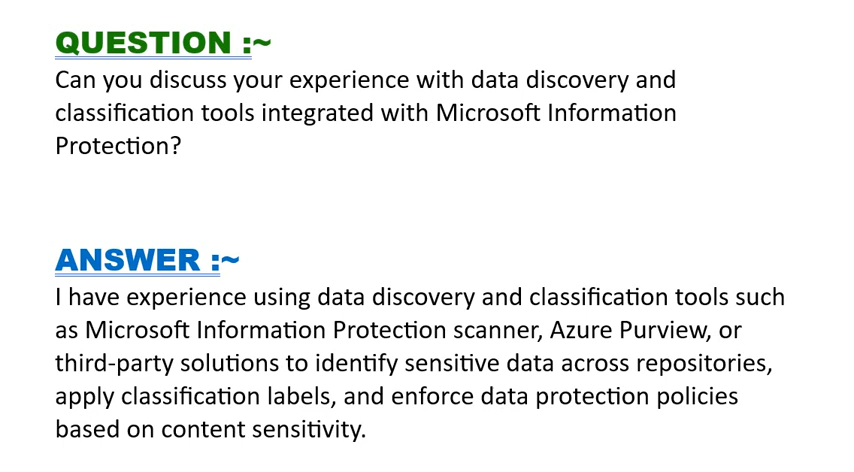 QUESTION :~
Can you discuss your experience with data discovery and
classification tools integrated with Microsoft Information
Protection?
ANSWER :~
I have experience using data discovery and classification tools such
as Microsoft Information Protection scanner, Azure Purview, or
third-party solutions to identify sensitive data across repositories,
apply classification labels, and enforce data protection policies
based on content sensitivity.